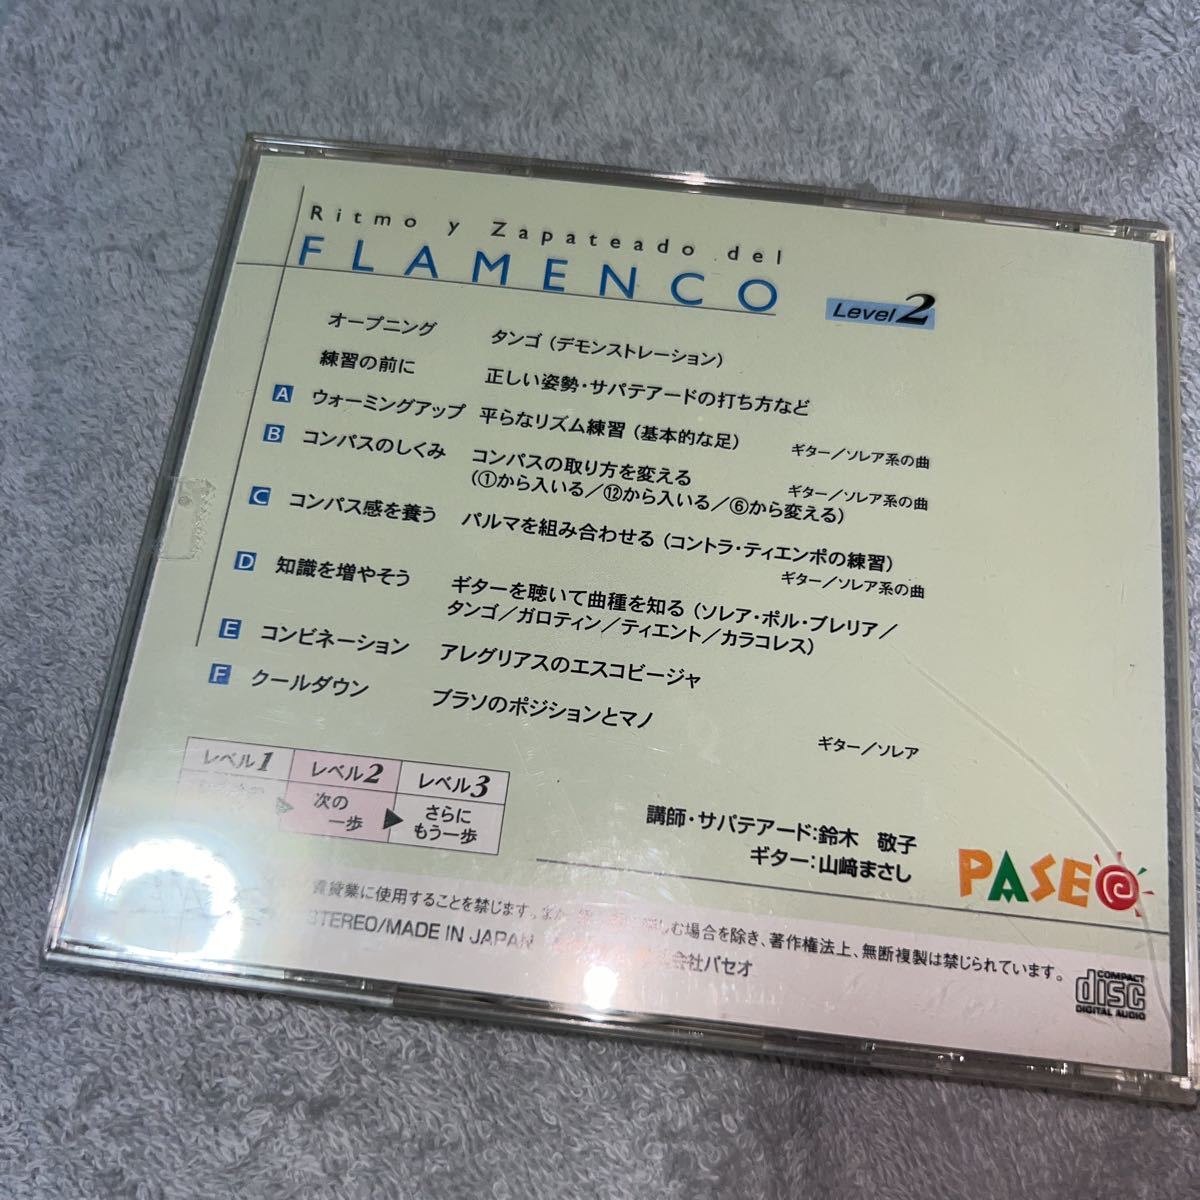 Ritmo y Zapateado del
FLAMENCO Level 2
オープニング タンゴ（デモンストレーション）
練習の前に 正しい姿勢・サパテアードの打ち方など
A ウォーミングアップ 平らなリズム練習（基本的な足） ギター／ソレア系の曲
B コンパスのしくみ コンパスの取り方を変える
（①から入いる／⑫から入いる／⑥から変える） ギター／ソレア系の曲
C コンパス感を養う パルマを組み合わせる（コントラ・ティエンポの練習）
ギター／ソレア系の曲
D 知識を増やそう ギターを聴いて曲種を知る（ソレア・ポル・ブレリア／
タンゴ／ガロティン／ティエント／カラコレス）
E コンビネーション アレグリアスのエスコビージャ
F クールダウン ブラソのポジションとマノ
ギター／ソレア
レベル1 レベル2 レベル3
次の
一歩
さらに
もう一歩
講師・サパテアード：鈴木 敬子
ギター：山﨑まさし
PASEO
賃貸業に使用することを禁じます。また しむ場合を除き、著作権法上、無断複製は禁じられています。
STEREO/MADE IN JAPAN 会社パセオ
COMPACT
disc
DIGITAL AUDIO